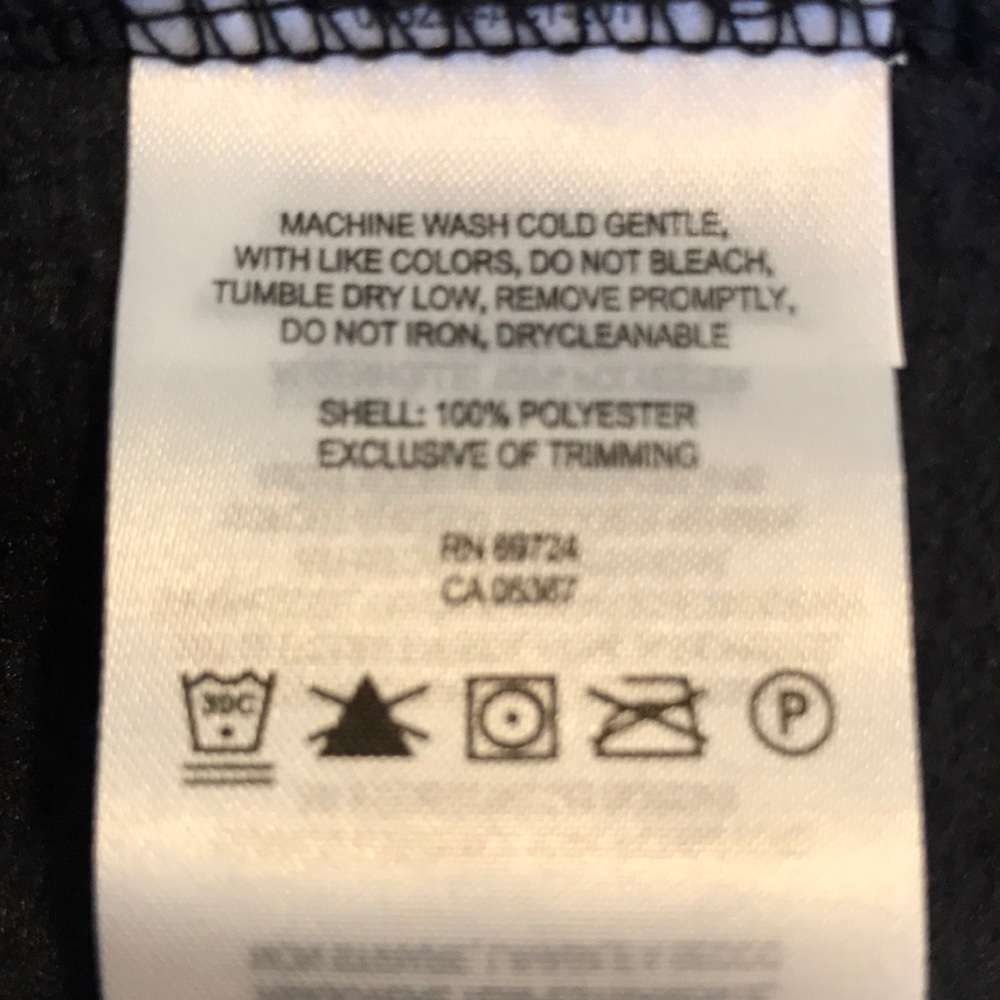 MACHINE WASH COLD GENTLE,
WITH LIKE COLORS, DO NOT BLEACH,
TUMBLE DRY LOW, REMOVE PROMPTLY,
DO NOT IRON, DRYCLEANABLE
SHELL: 100% POLYESTER
EXCLUSIVE OF TRIMMING
RN 69724
CA 05367
30C
P